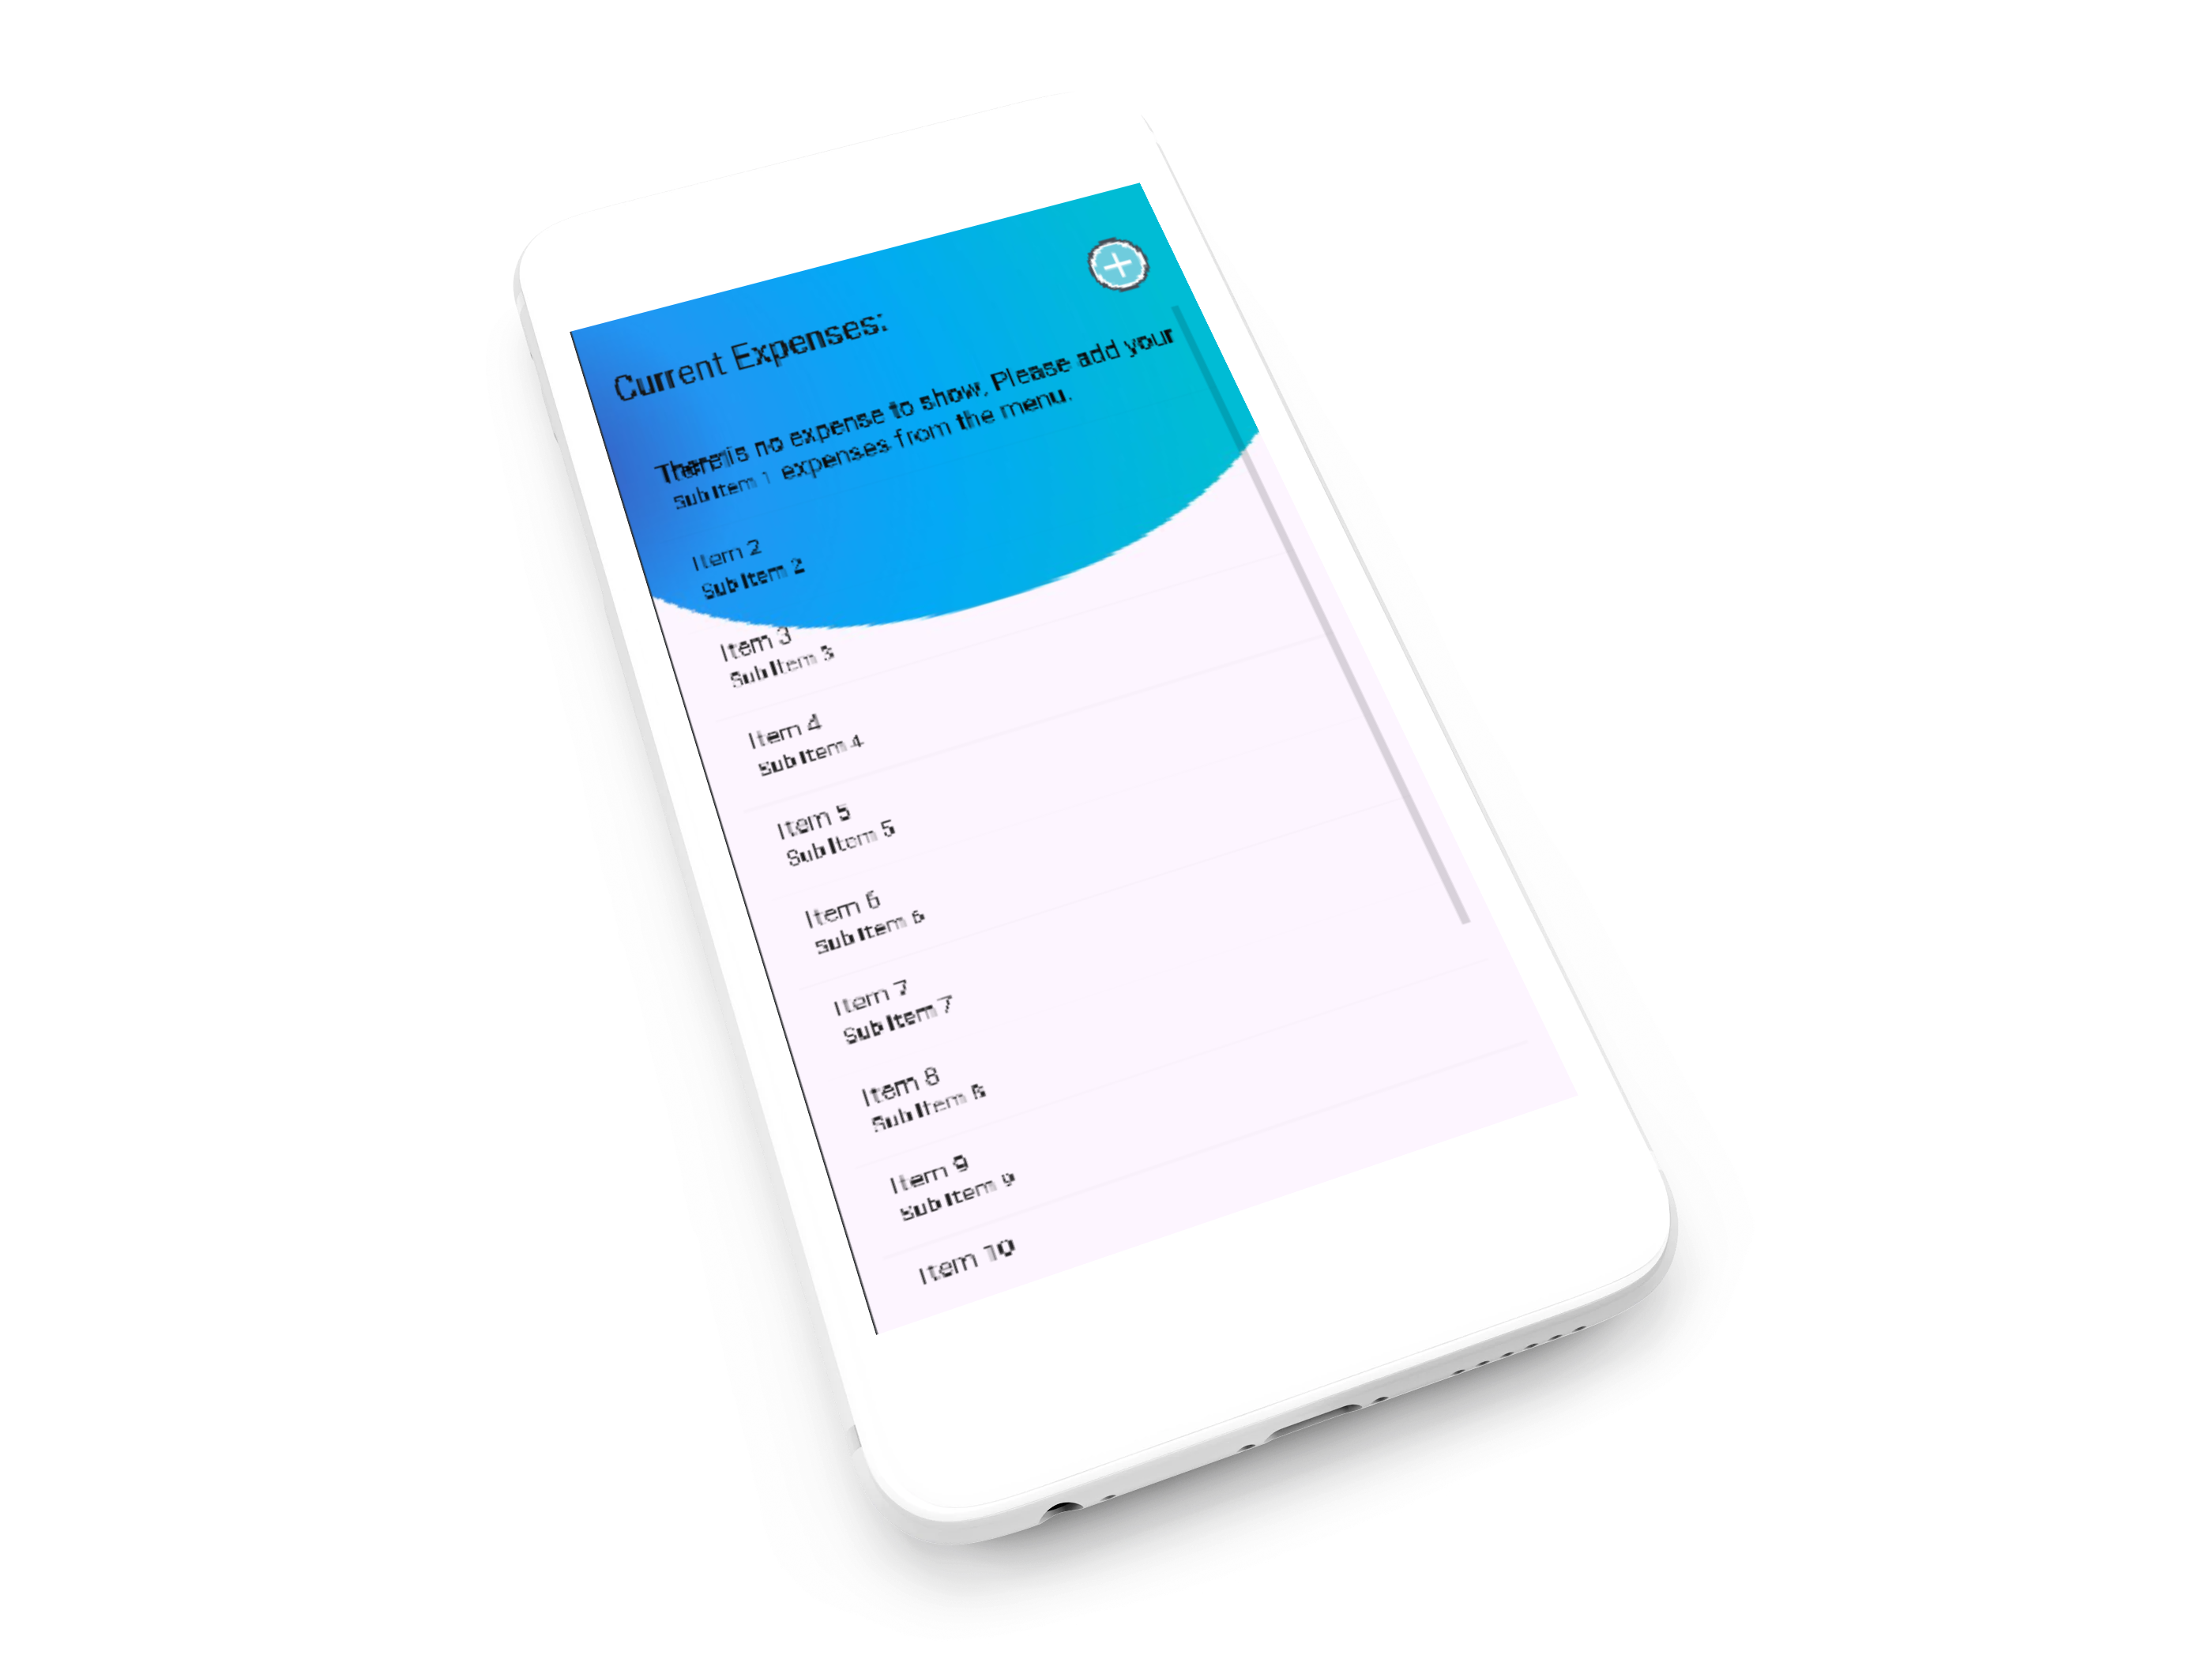 Current Expenses:
There is no expense to show, Please add your
expenses from the menu.
Sub Item 1
Item 2
Sub Item 2
Item 3
Sub Item 3
Item 4
Sub Item 4
Item 5
Sub Item 5
Item 6
Sub Item 6
Item 7
Sub Item 7
Item 8
Sub Item 8
Item 9
Sub Item 9
Item 10